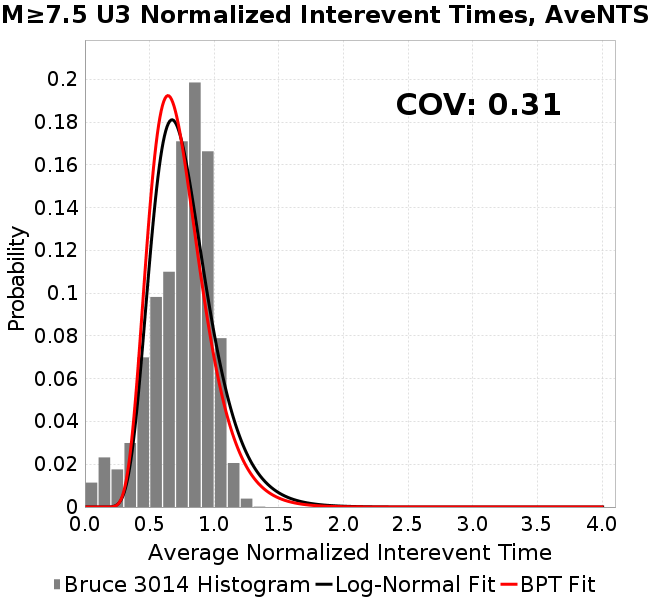 M≥7.5 U3 Normalized Interevent Times, AveNTS
COV: 0.31
Probability
0.2
0.18
0.16
0.14
0.12
0.1
0.08
0.06
0.04
0.02
0
0.0 0.5 1.0 1.5 2.0 2.5 3.0 3.5 4.0
Average Normalized Interevent Time
Bruce 3014 Histogram Log-Normal Fit BPT Fit